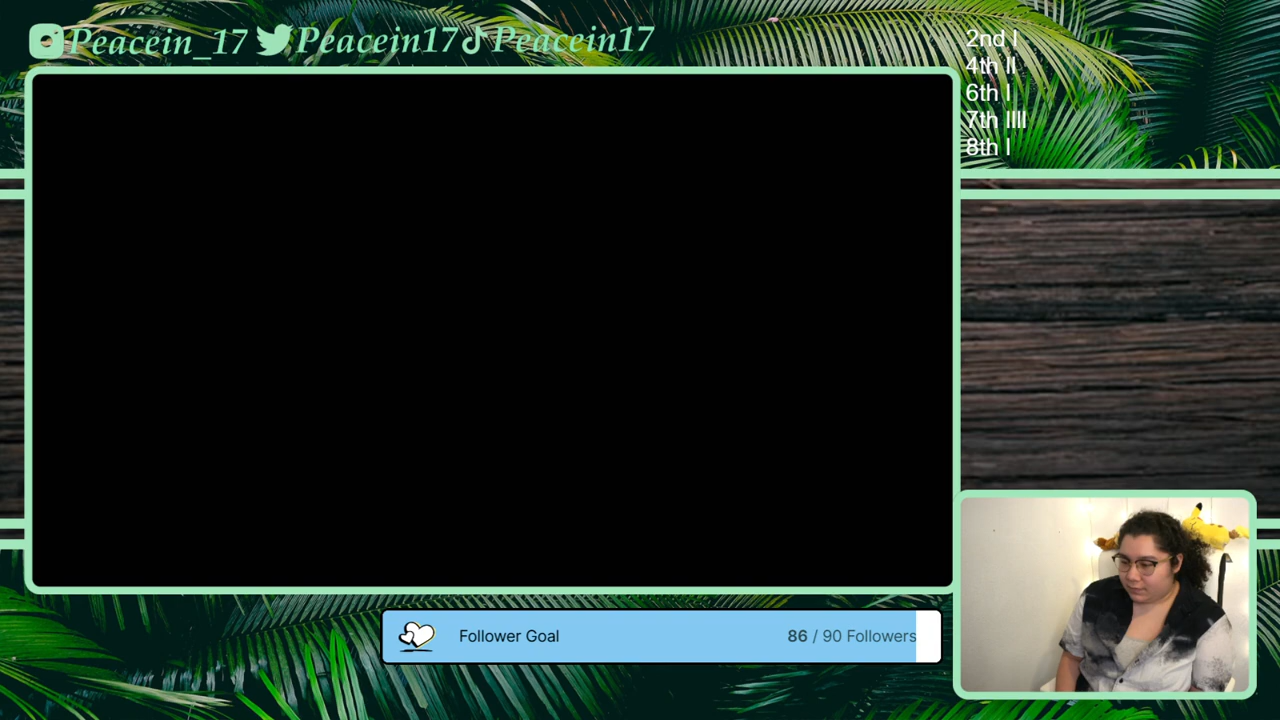 Peacein_17 Peacein17 Peacein17
2nd I
4th II
6th I
7th IIII
8th I
Follower Goal 86 / 90 Followers